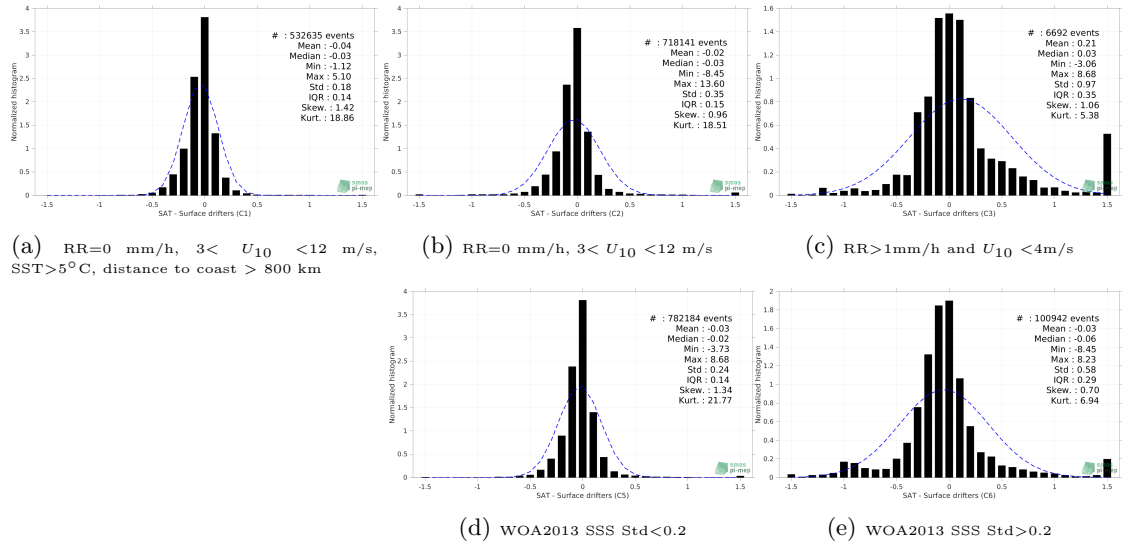 4
3.5
3
2.5
2
1.5
1
0.5
0
Normalized histogram
# : 532635 events
Mean : -0.04
Median : -0.03
Min : -1.12
Max : 5.10
Std : 0.18
IQR : 0.14
Skew. : 1.42
Kurt. : 18.86
smos
pi-mep
-1.5 -1 -0.5 0 0.5 1 1.5
SAT - Surface drifters (C1)
(a) RR=0 mm/h, 3< U10 <12 m/s,
SST>5°C, distance to coast > 800 km
4
3.5
3
2.5
2
1.5
1
0.5
0
Normalized histogram
# : 718141 events
Mean : -0.02
Median : -0.03
Min : -8.45
Max : 13.60
Std : 0.35
IQR : 0.15
Skew. : 0.96
Kurt. : 18.51
smos
pi-mep
-1.5 -1 -0.5 0 0.5 1 1.5
SAT - Surface drifters (C2)
(b) RR=0 mm/h, 3< U10 <12 m/s
1.6
1.4
1.2
1
0.8
0.6
0.4
0.2
0
Normalized histogram
# : 6692 events
Mean : 0.21
Median : 0.03
Min : -3.06
Max : 8.68
Std : 0.97
IQR : 0.35
Skew. : 1.06
Kurt. : 5.38
smos
pi-mep
-1.5 -1 -0.5 0 0.5 1 1.5
SAT - Surface drifters (C3)
(c) RR>1mm/h and U10 <4m/s
4
3.5
3
2.5
2
1.5
1
0.5
0
Normalized histogram
# : 782184 events
Mean : -0.03
Median : -0.02
Min : -3.73
Max : 8.68
Std : 0.24
IQR : 0.14
Skew. : 1.34
Kurt. : 21.77
smos
pi-mep
-1.5 -1 -0.5 0 0.5 1 1.5
SAT - Surface drifters (C5)
(d) WOA2013 SSS Std<0.2
2
1.8
1.6
1.4
1.2
1
0.8
0.6
0.4
0.2
0
Normalized histogram
# : 100942 events
Mean : -0.03
Median : -0.06
Min : -8.45
Max : 8.23
Std : 0.58
IQR : 0.29
Skew. : 0.70
Kurt. : 6.94
smos
pi-mep
-1.5 -1 -0.5 0 0.5 1 1.5
SAT - Surface drifters (C6)
(e) WOA2013 SSS Std>0.2